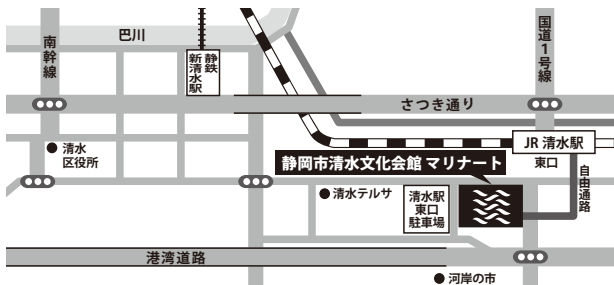 巴川
南幹線
静鉄
新清水駅
国道1号線
さつき通り
清水
区役所
JR 清水駅
東口
静岡市清水文化会館 マリナート
自由通路
清水テルサ
清水駅
東口
駐車場
港湾道路
河岸の市